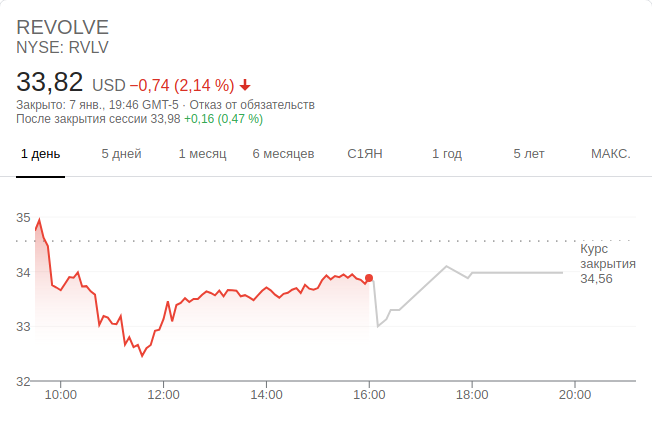 REVOLVE
NYSE: RVLV
33,82 USD −0,74 (2,14 %)
Закрыто: 7 янв., 19:46 GMT-5 · Отказ от обязательств
После закрытия сессии 33,98 +0,16 (0,47 %)
1 день 5 дней 1 месяц 6 месяцев С1ЯН 1 год 5 лет МАКС.
35
34
33
32
Курс
закрытия
34,56
10:00 12:00 14:00 16:00 18:00 20:00